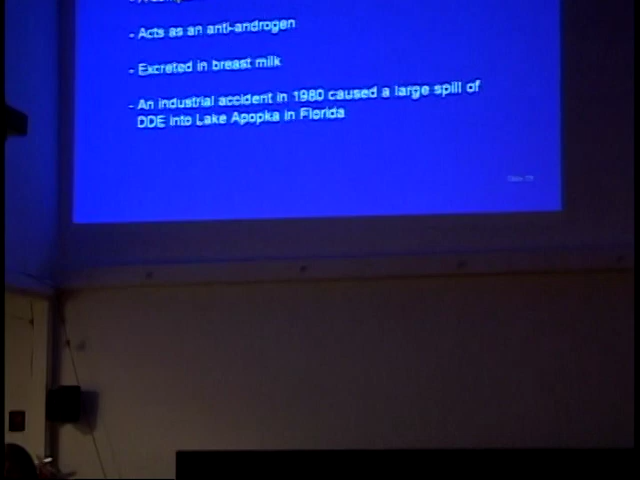 - Acts as an anti-androgen
- Excreted in breast milk
- An industrial accident in 1980 caused a large spill of
DDE into Lake Apopka in Florida